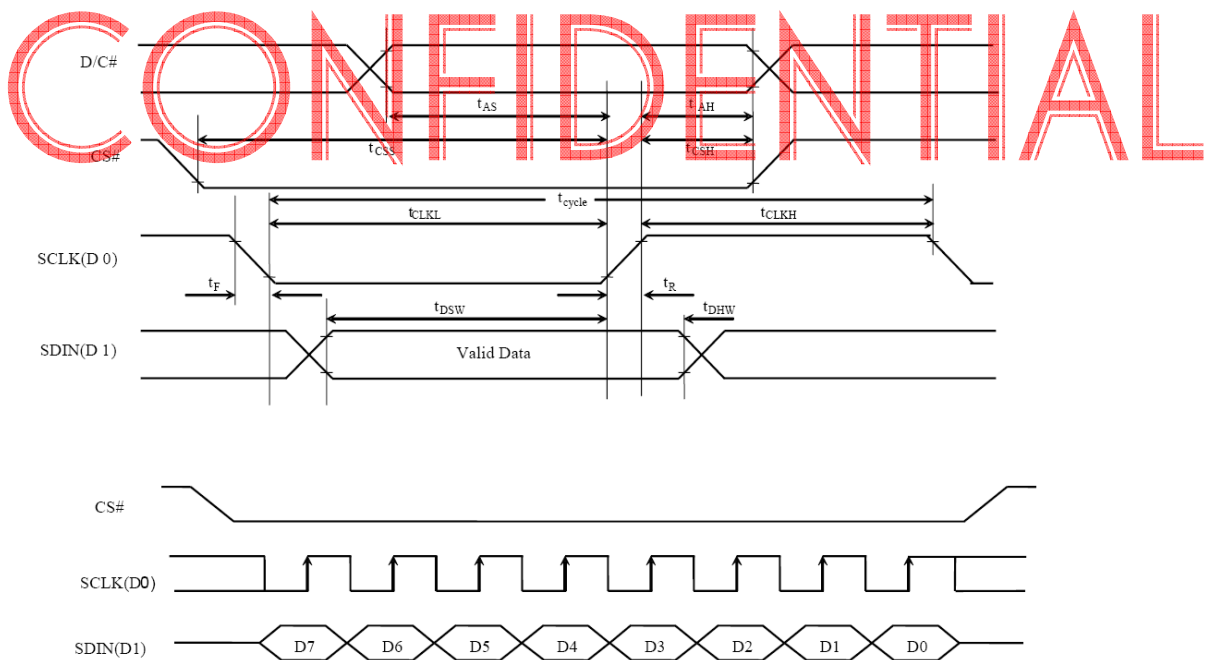 CONFIDENTIAL
D/C#
tAS
tAH
tCSS
tCSH
CS#
tcycle
tCLKL
tCLKH
SCLK(D 0)
tF
tR
tDSW
tDHW
SDIN(D 1)
Valid Data
CS#
SCLK(D0)
SDIN(D1)
D7 D6 D5 D4 D3 D2 D1 D0